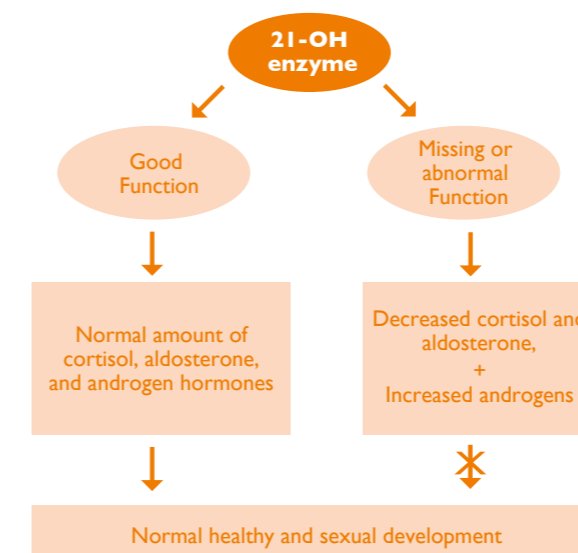 21-OH
enzyme
Good
Function
Missing or
abnormal
Function
Normal amount of
cortisol, aldosterone,
and androgen hormones
Decreased cortisol and
aldosterone,
+
Increased androgens
Normal healthy and sexual development